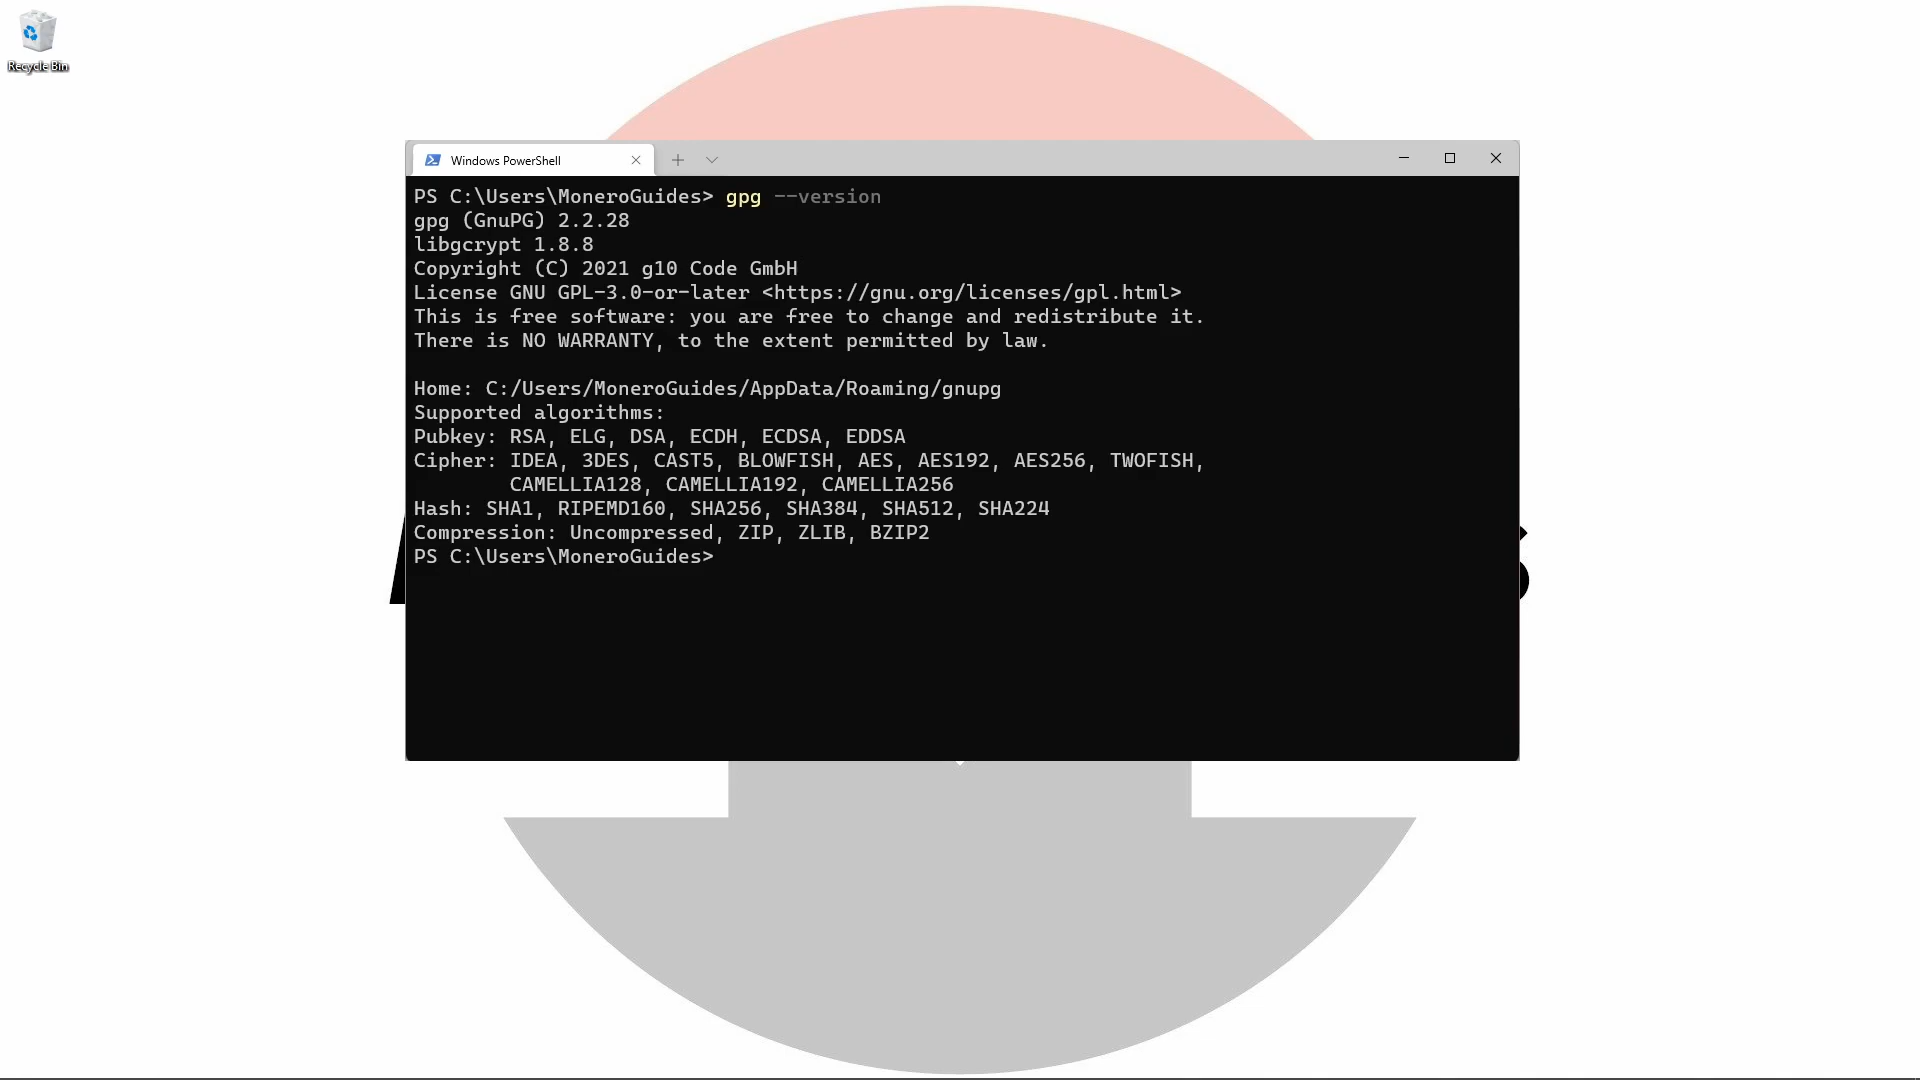 Recycle Bin
Windows PowerShell
PS C:\Users\MoneroGuides> gpg --version
gpg (GnuPG) 2.2.28
libgcrypt 1.8.8
Copyright (C) 2021 g10 Code GmbH
License GNU GPL-3.0-or-later <https://gnu.org/licenses/gpl.html>
This is free software: you are free to change and redistribute it.
There is NO WARRANTY, to the extent permitted by law.
Home: C:/Users/MoneroGuides/AppData/Roaming/gnupg
Supported algorithms:
Pubkey: RSA, ELG, DSA, ECDH, ECDSA, EDDSA
Cipher: IDEA, 3DES, CAST5, BLOWFISH, AES, AES192, AES256, TWOFISH,
CAMELLIA128, CAMELLIA192, CAMELLIA256
Hash: SHA1, RIPEMD160, SHA256, SHA384, SHA512, SHA224
Compression: Uncompressed, ZIP, ZLIB, BZIP2
PS C:\Users\MoneroGuides>